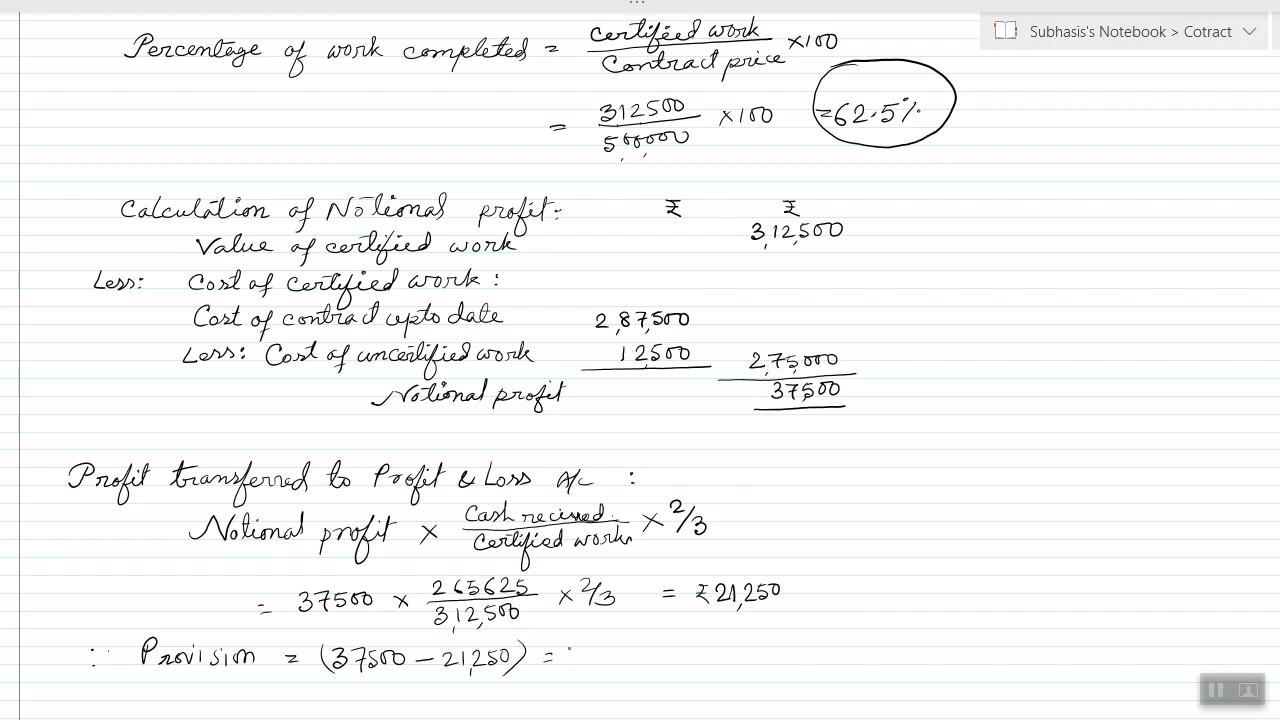 Subhasis's Notebook > Cotract
Percentage of work completed = certified work / Contract price ×100
= 312500 / 500000 ×100 =62.5%
Calculation of Notional profit:- ₹ ₹
Value of certified work 3,12,500
Less: Cost of certified work :
Cost of contract upto date 2,87,500
Less: Cost of uncertified work 12500 2,75,000
Notional profit 37,500
Profit transferred to Profit & Loss A/c :
Notional profit × Cash recieved / Certified work × 2/3
= 37500 × 265625 / 3,12,500 × 2/3 = ₹21,250
∵ Provision = (37500 – 21,250) =